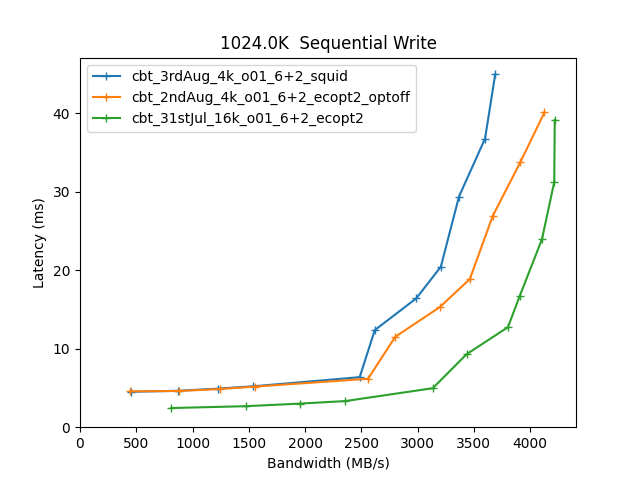 1024.0K  Sequential Write
cbt_3rdAug_4k_o01_6+2_squid
cbt_2ndAug_4k_o01_6+2_ecopt2_optoff
cbt_31stJul_16k_o01_6+2_ecopt2
40
30
20
10
0
Latency (ms)
0 500 1000 1500 2000 2500 3000 3500 4000
Bandwidth (MB/s)